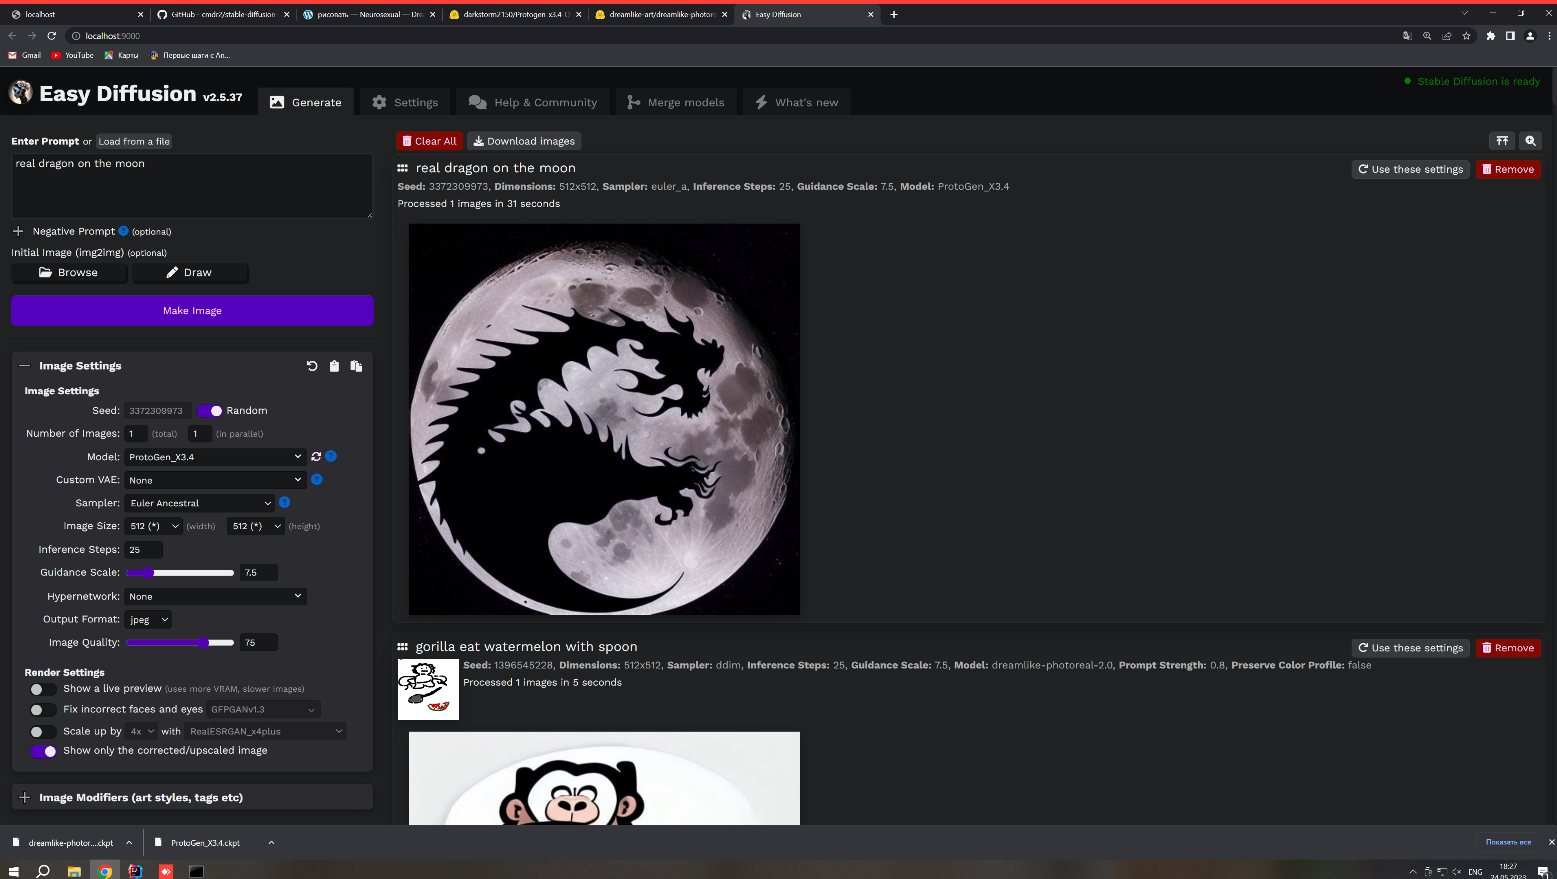 localhost
GitHub - cmdr2/stable-diffusion
рисовать — Neurosexual — Dre
darkstorm2150/Protogen_x3.4_O
dreamlike-art/dreamlike-photore
Easy Diffusion
localhost:9000
Gmail
YouTube
Карты
Первые шаги с An...
Easy Diffusion v2.5.37
Generate
Settings
Help & Community
Merge models
What's new
Stable Diffusion is ready
Enter Prompt or Load from a file
real dragon on the moon
Negative Prompt ? (optional)
Initial Image (img2img) (optional)
Browse
Draw
Make Image
Image Settings
Image Settings
Seed: 3372309973 Random
Number of Images: 1 (total) 1 (in parallel)
Model: ProtoGen_X3.4 ?
Custom VAE: None ?
Sampler: Euler Ancestral ?
Image Size: 512 (*) (width) 512 (*) (height)
Inference Steps: 25
Guidance Scale: 7.5
Hypernetwork: None
Output Format: jpeg
Image Quality: 75
Render Settings
Show a live preview (uses more VRAM, slower images)
Fix incorrect faces and eyes GFPGANv1.3
Scale up by 4x with RealESRGAN_x4plus
Show only the corrected/upscaled image
Image Modifiers (art styles, tags etc)
Clear All
Download images
real dragon on the moon
Use these settings
Remove
Seed: 3372309973, Dimensions: 512x512, Sampler: euler_a, Inference Steps: 25, Guidance Scale: 7.5, Model: ProtoGen_X3.4
Processed 1 images in 31 seconds
gorilla eat watermelon with spoon
Use these settings
Remove
Seed: 1396545228, Dimensions: 512x512, Sampler: ddim, Inference Steps: 25, Guidance Scale: 7.5, Model: dreamlike-photoreal-2.0, Prompt Strength: 0.8, Preserve Color Profile: false
Processed 1 images in 5 seconds
dreamlike-photor....ckpt
ProtoGen_X3.4.ckpt
Показать все
ENG
18:27
24.05.2023